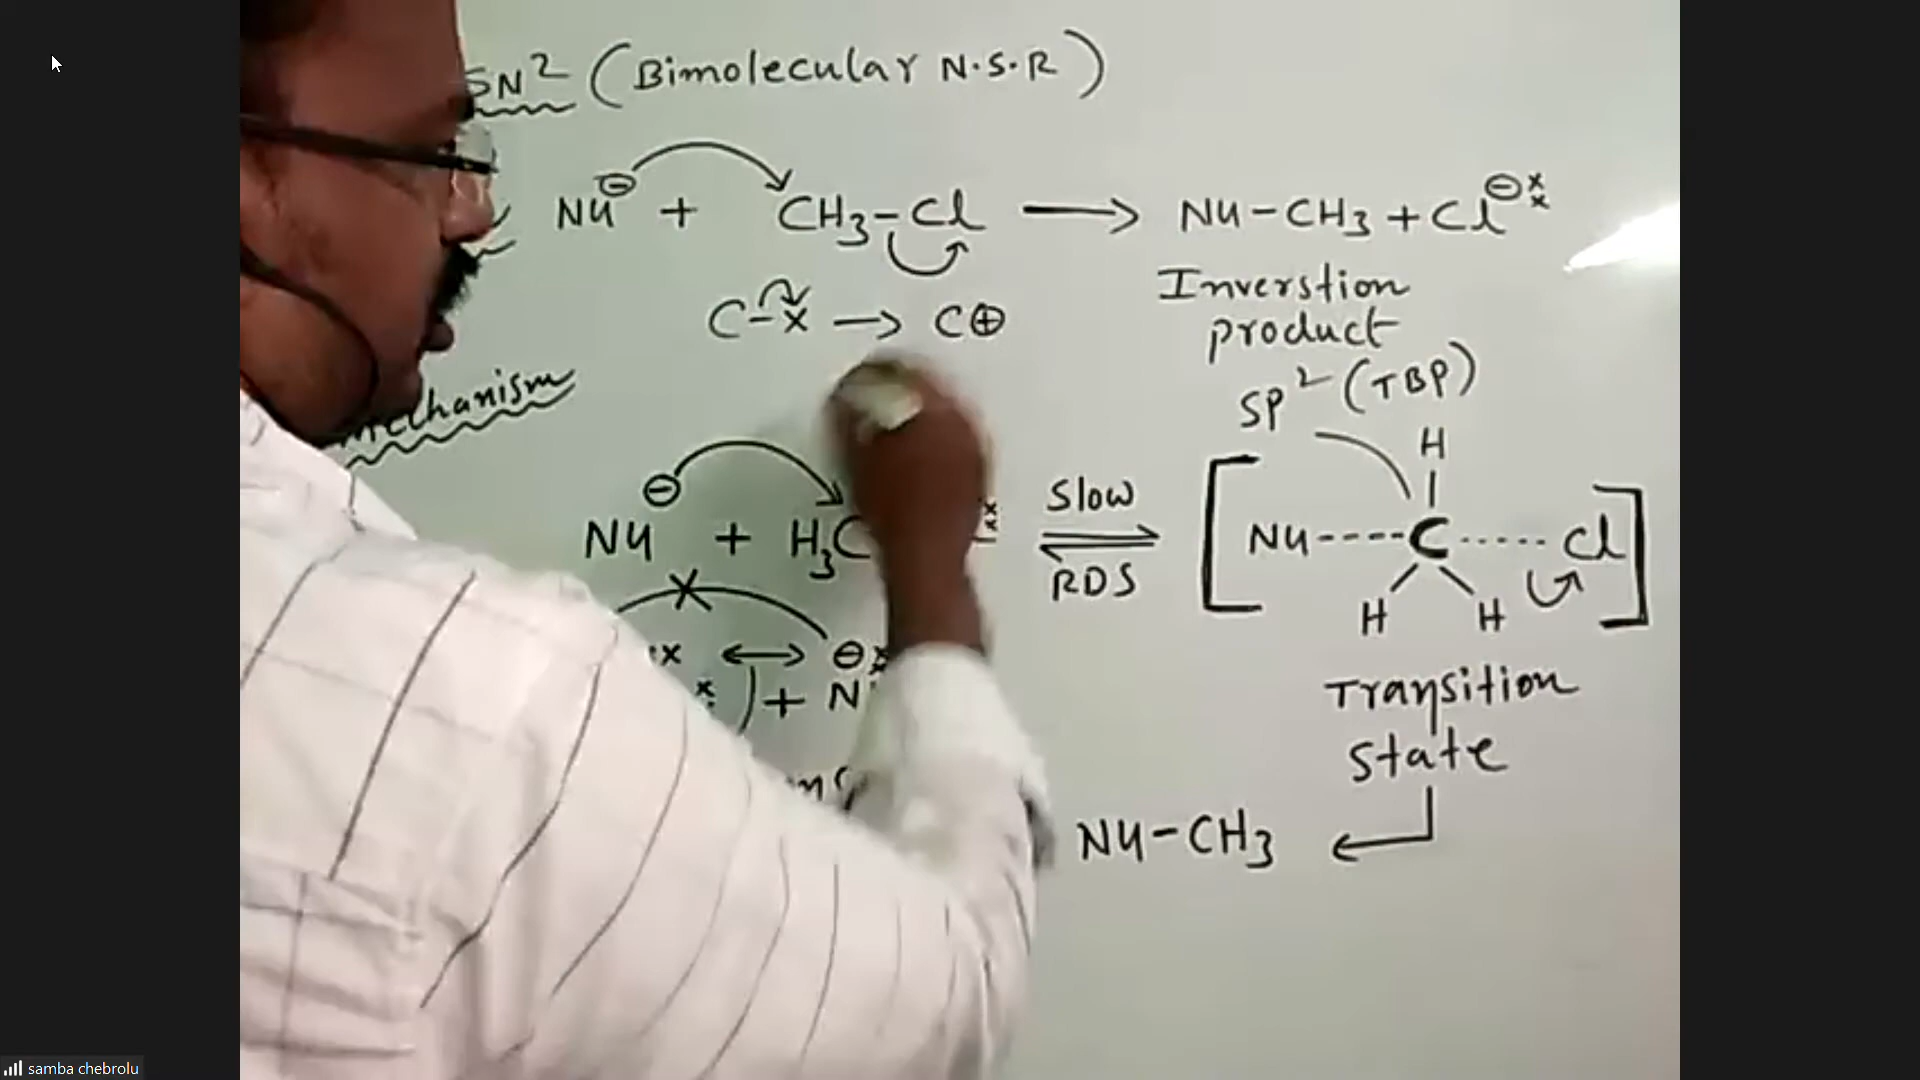 SN² (Bimolecular N.S.R)
Nu⊖ + CH₃-Cl ⟶ Nu-CH₃ + Cl⊖ˣₓ
Inverstion
product
C-X ⟶ C⊕
Mechanism
SP² (TBP)
H
⊖
Nu + H₃C
Slow
RDS
[Nu----C-----Cl]
H H
x ⟷ ⊖x
) + N
Transition
State
Nu-CH₃
samba chebrolu